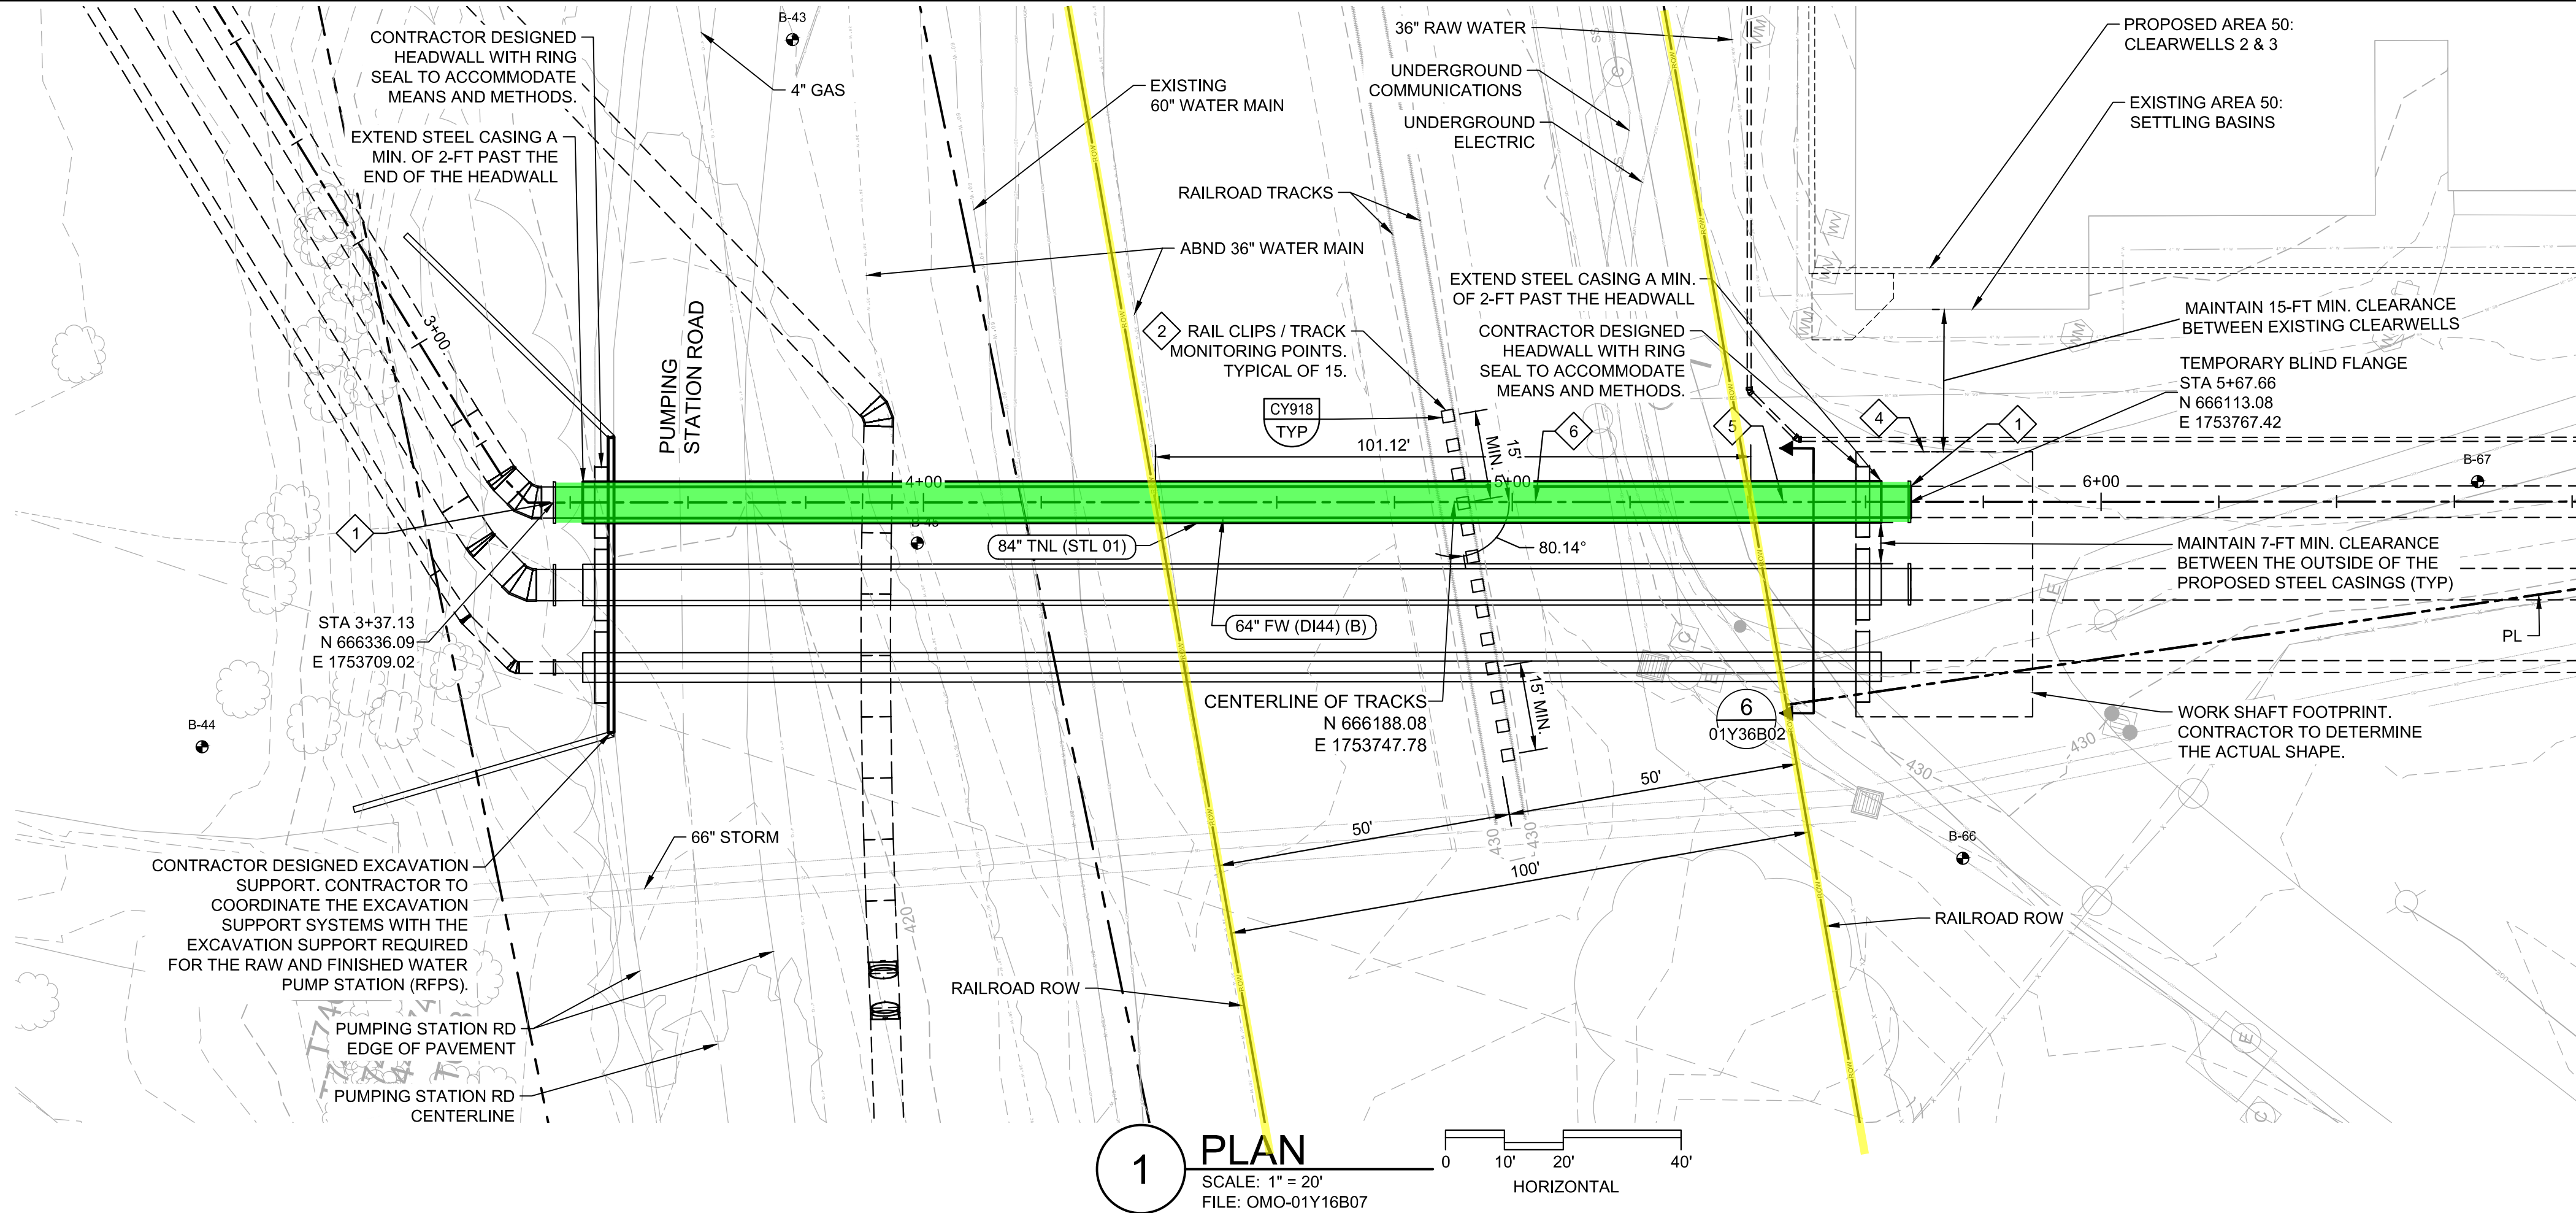 B-43
CONTRACTOR DESIGNED
HEADWALL WITH RING
SEAL TO ACCOMMODATE
MEANS AND METHODS.
4" GAS
EXTEND STEEL CASING A
MIN. OF 2-FT PAST THE
END OF THE HEADWALL
EXISTING
60" WATER MAIN
36" RAW WATER
UNDERGROUND
COMMUNICATIONS
UNDERGROUND
ELECTRIC
PROPOSED AREA 50:
CLEARWELLS 2 & 3
EXISTING AREA 50:
SETTLING BASINS
RAILROAD TRACKS
ABND 36" WATER MAIN
3+00
PUMPING
STATION ROAD
2
RAIL CLIPS / TRACK
MONITORING POINTS.
TYPICAL OF 15.
EXTEND STEEL CASING A MIN.
OF 2-FT PAST THE HEADWALL
CONTRACTOR DESIGNED
HEADWALL WITH RING
SEAL TO ACCOMMODATE
MEANS AND METHODS.
MAINTAIN 15-FT MIN. CLEARANCE
BETWEEN EXISTING CLEARWELLS
TEMPORARY BLIND FLANGE
STA 5+67.66
N 666113.08
E 1753767.42
CY918
TYP
101.12'
15'
MIN.
6
5
4
1
B-67
4+00
5+00
6+00
1
84" TNL (STL 01)
80.14°
MAINTAIN 7-FT MIN. CLEARANCE
BETWEEN THE OUTSIDE OF THE
PROPOSED STEEL CASINGS (TYP)
STA 3+37.13
N 666336.09
E 1753709.02
64" FW (DI44) (B)
PL
CENTERLINE OF TRACKS
N 666188.08
E 1753747.78
15' MIN.
6
01Y36B02
WORK SHAFT FOOTPRINT.
CONTRACTOR TO DETERMINE
THE ACTUAL SHAPE.
B-44
430
430
50'
50'
100'
430
430
B-66
66" STORM
CONTRACTOR DESIGNED EXCAVATION
SUPPORT. CONTRACTOR TO
COORDINATE THE EXCAVATION
SUPPORT SYSTEMS WITH THE
EXCAVATION SUPPORT REQUIRED
FOR THE RAW AND FINISHED WATER
PUMP STATION (RFPS).
420
RAILROAD ROW
RAILROAD ROW
PUMPING STATION RD
EDGE OF PAVEMENT
PUMPING STATION RD
CENTERLINE
1
PLAN
SCALE: 1" = 20'
FILE: OMO-01Y16B07
0 10' 20' 40'
HORIZONTAL